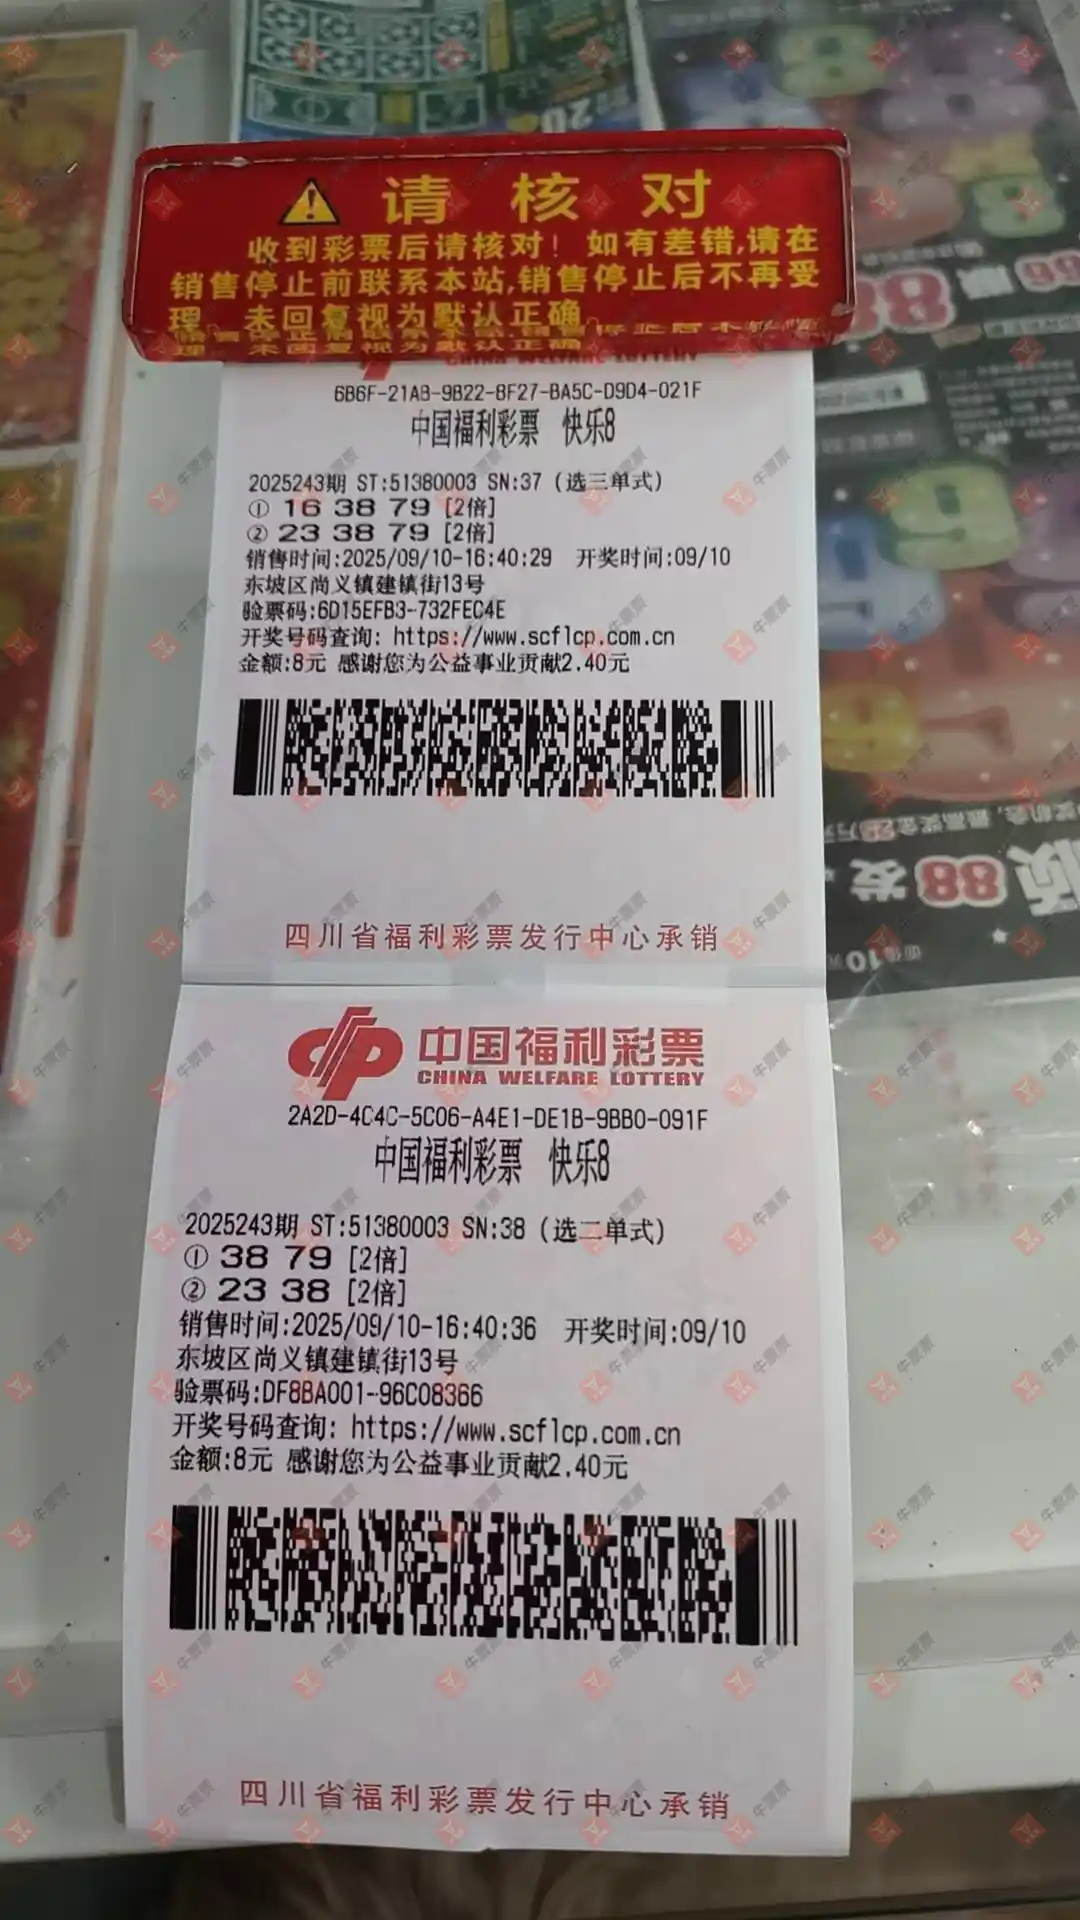 请 核 对
收到彩票后请核对！如有差错,请在
销售停止前联系本站,销售停止后不再受
理 未回复视为默认正确
6B6F-21AB-9B22-8F27-BA5C-D9D4-021F
中国福利彩票 快乐8
2025243期 ST:51380003 SN:37 (选三单式)
① 16 38 79 [2倍]
② 23 38 79 [2倍]
销售时间:2025/09/10-16:40:29 开奖时间:09/10
东坡区尚义镇建镇街13号
验票码:6D15EFB3-732FEC4E
开奖号码查询: https://www.scflcp.com.cn
金额:8元 感谢您为公益事业贡献2.40元
四川省福利彩票发行中心承销
中国福利彩票
CHINA WELFARE LOTTERY
2A2D-4C4C-5C06-A4E1-DE1B-9BB0-091F
中国福利彩票 快乐8
2025243期 ST:51380003 SN:38 (选二单式)
① 38 79 [2倍]
② 23 38 [2倍]
销售时间:2025/09/10-16:40:36 开奖时间:09/10
东坡区尚义镇建镇街13号
验票码:DF8BA001-96C08366
开奖号码查询: https://www.scflcp.com.cn
金额:8元 感谢您为公益事业贡献2.40元
四川省福利彩票发行中心承销
发 88
牛票票